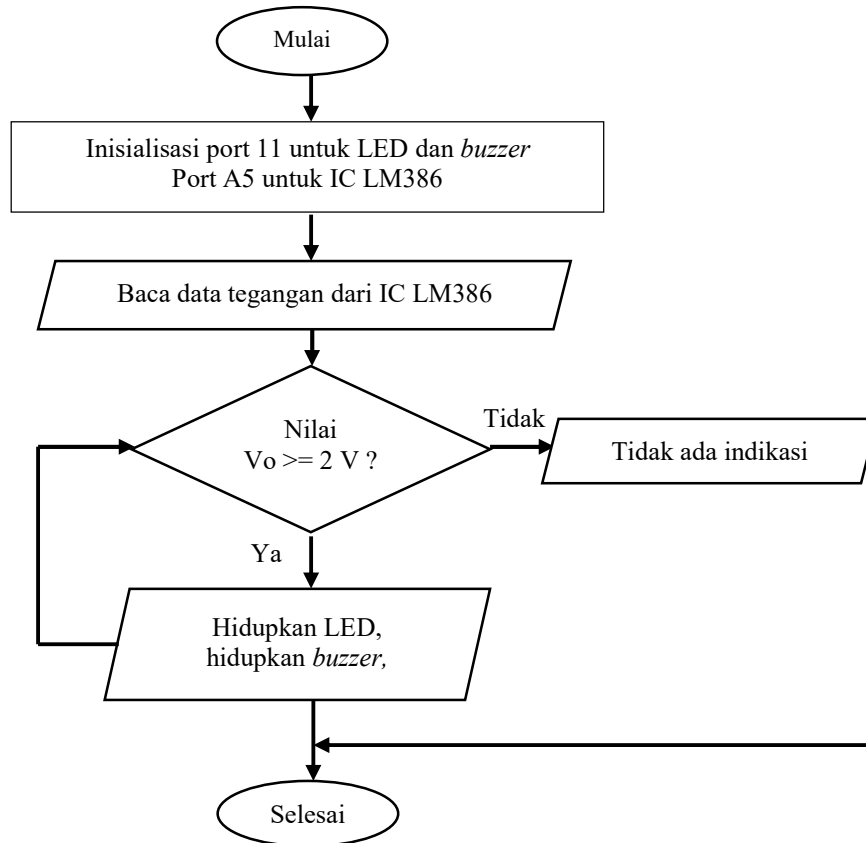 Mulai
Inisialisasi port 11 untuk LED dan buzzer
Port A5 untuk IC LM386
Baca data tegangan dari IC LM386
Nilai
Vo >= 2 V ?
Tidak
Tidak ada indikasi
Ya
Hidupkan LED,
hidupkan buzzer,
Selesai